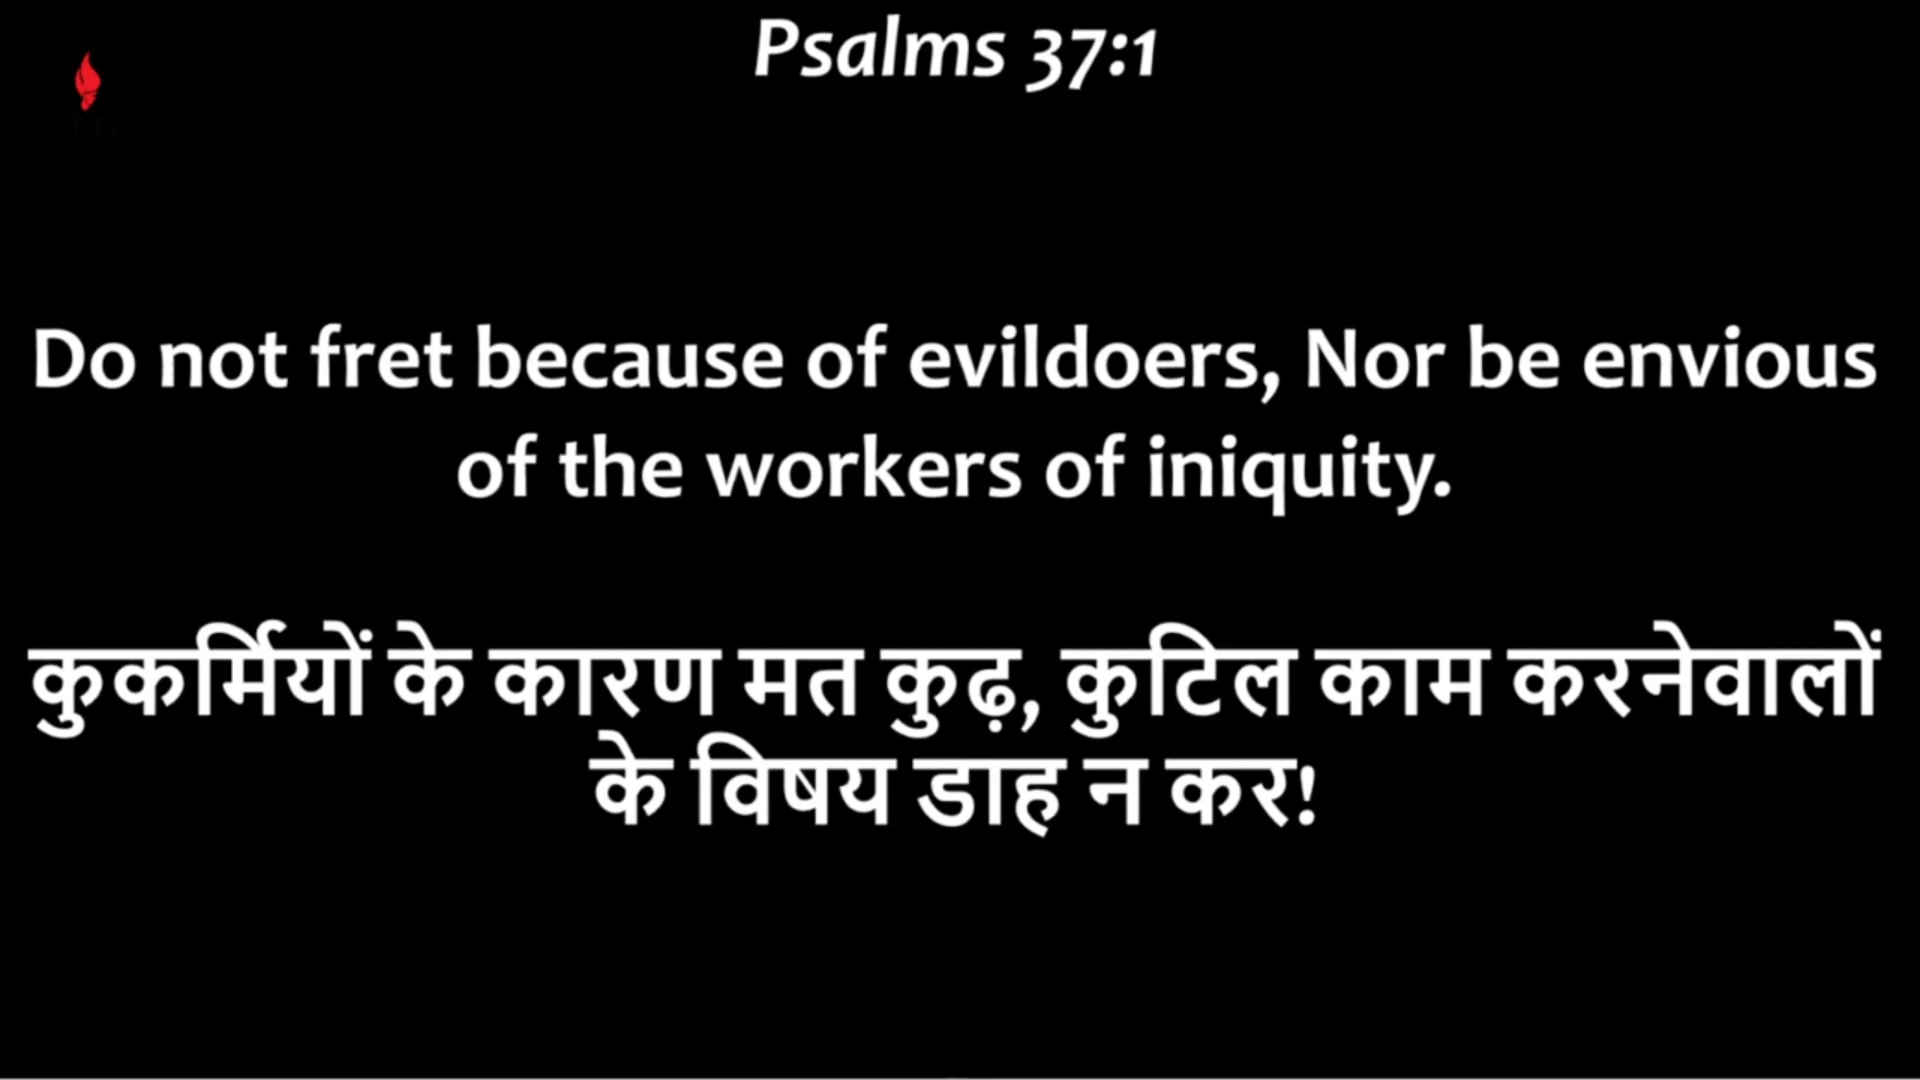 Psalms 37:1
Do not fret because of evildoers, Nor be envious
of the workers of iniquity.
कुकर्मियों के कारण मत कुढ़, कुटिल काम करनेवालों
के विषय डाह न कर!